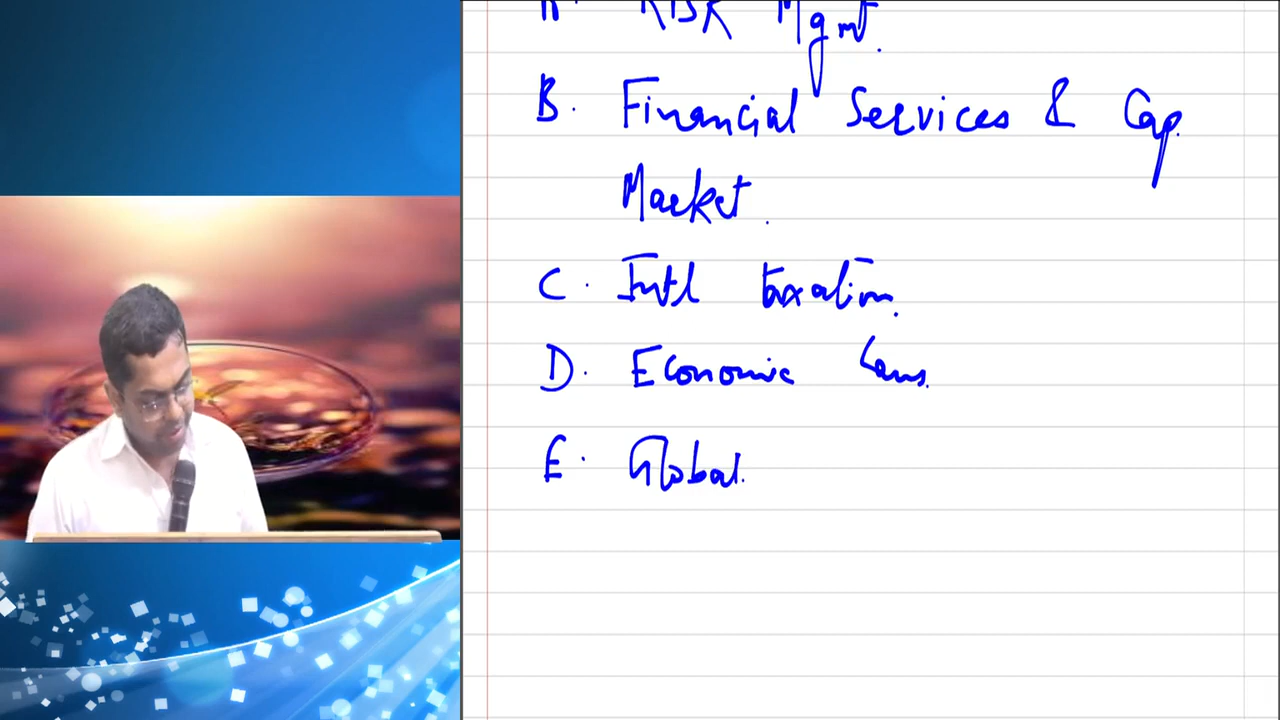 A. RISK Mgmt.
B. Financial Services & Cap.
Market.
C. Intl taxation.
D. Economic Laws.
E. Global.